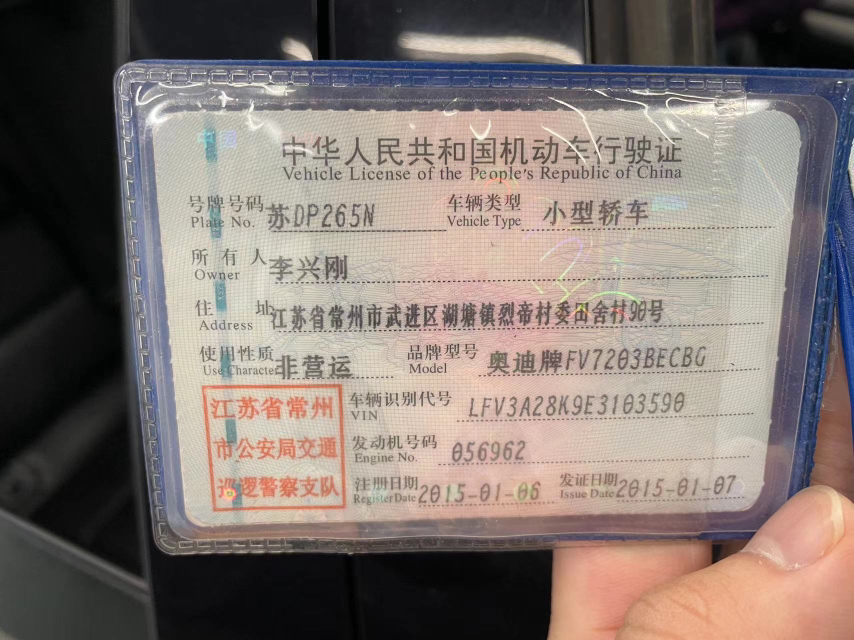 中华人民共和国机动车行驶证
Vehicle License of the People's Republic of China
号牌号码 苏DP265N 车辆类型 小型轿车
Plate No. Vehicle Type
所有人 李兴刚
Owner
住址 江苏省常州市武进区湖塘镇烈帝村委田舍村90号
Address
使用性质 非营运 品牌型号 奥迪牌FV7203BECBG
Use Character Model
江苏省常州
市公安局交通
巡逻警察支队
车辆识别代号 LFV3A28K9E3103590
VIN
发动机号码 056962
Engine No.
注册日期 2015-01-06 发证日期 2015-01-07
Register Date Issue Date